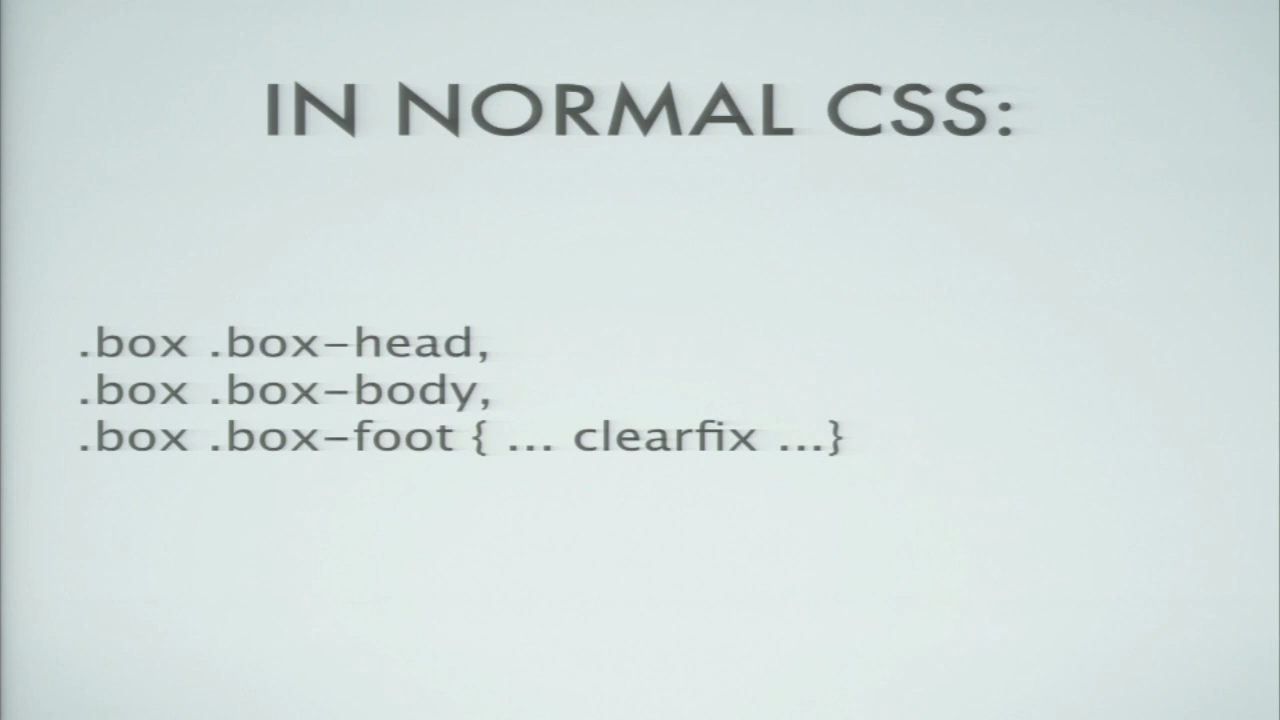 IN NORMAL CSS:
.box .box-head,
.box .box-body,
.box .box-foot { ... clearfix ...}